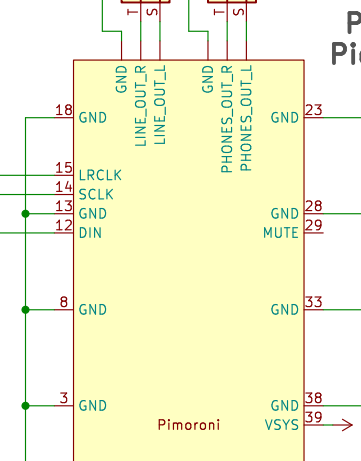 T S T S
P
Pi
GND LINE_OUT_R LINE_OUT_L GND PHONES_OUT_R PHONES_OUT_L
18 GND GND 23
15 LRCLK
14 SCLK
13 GND GND 28
12 DIN MUTE 29
8 GND GND 33
3 GND GND 38
VSYS 39
Pimoroni